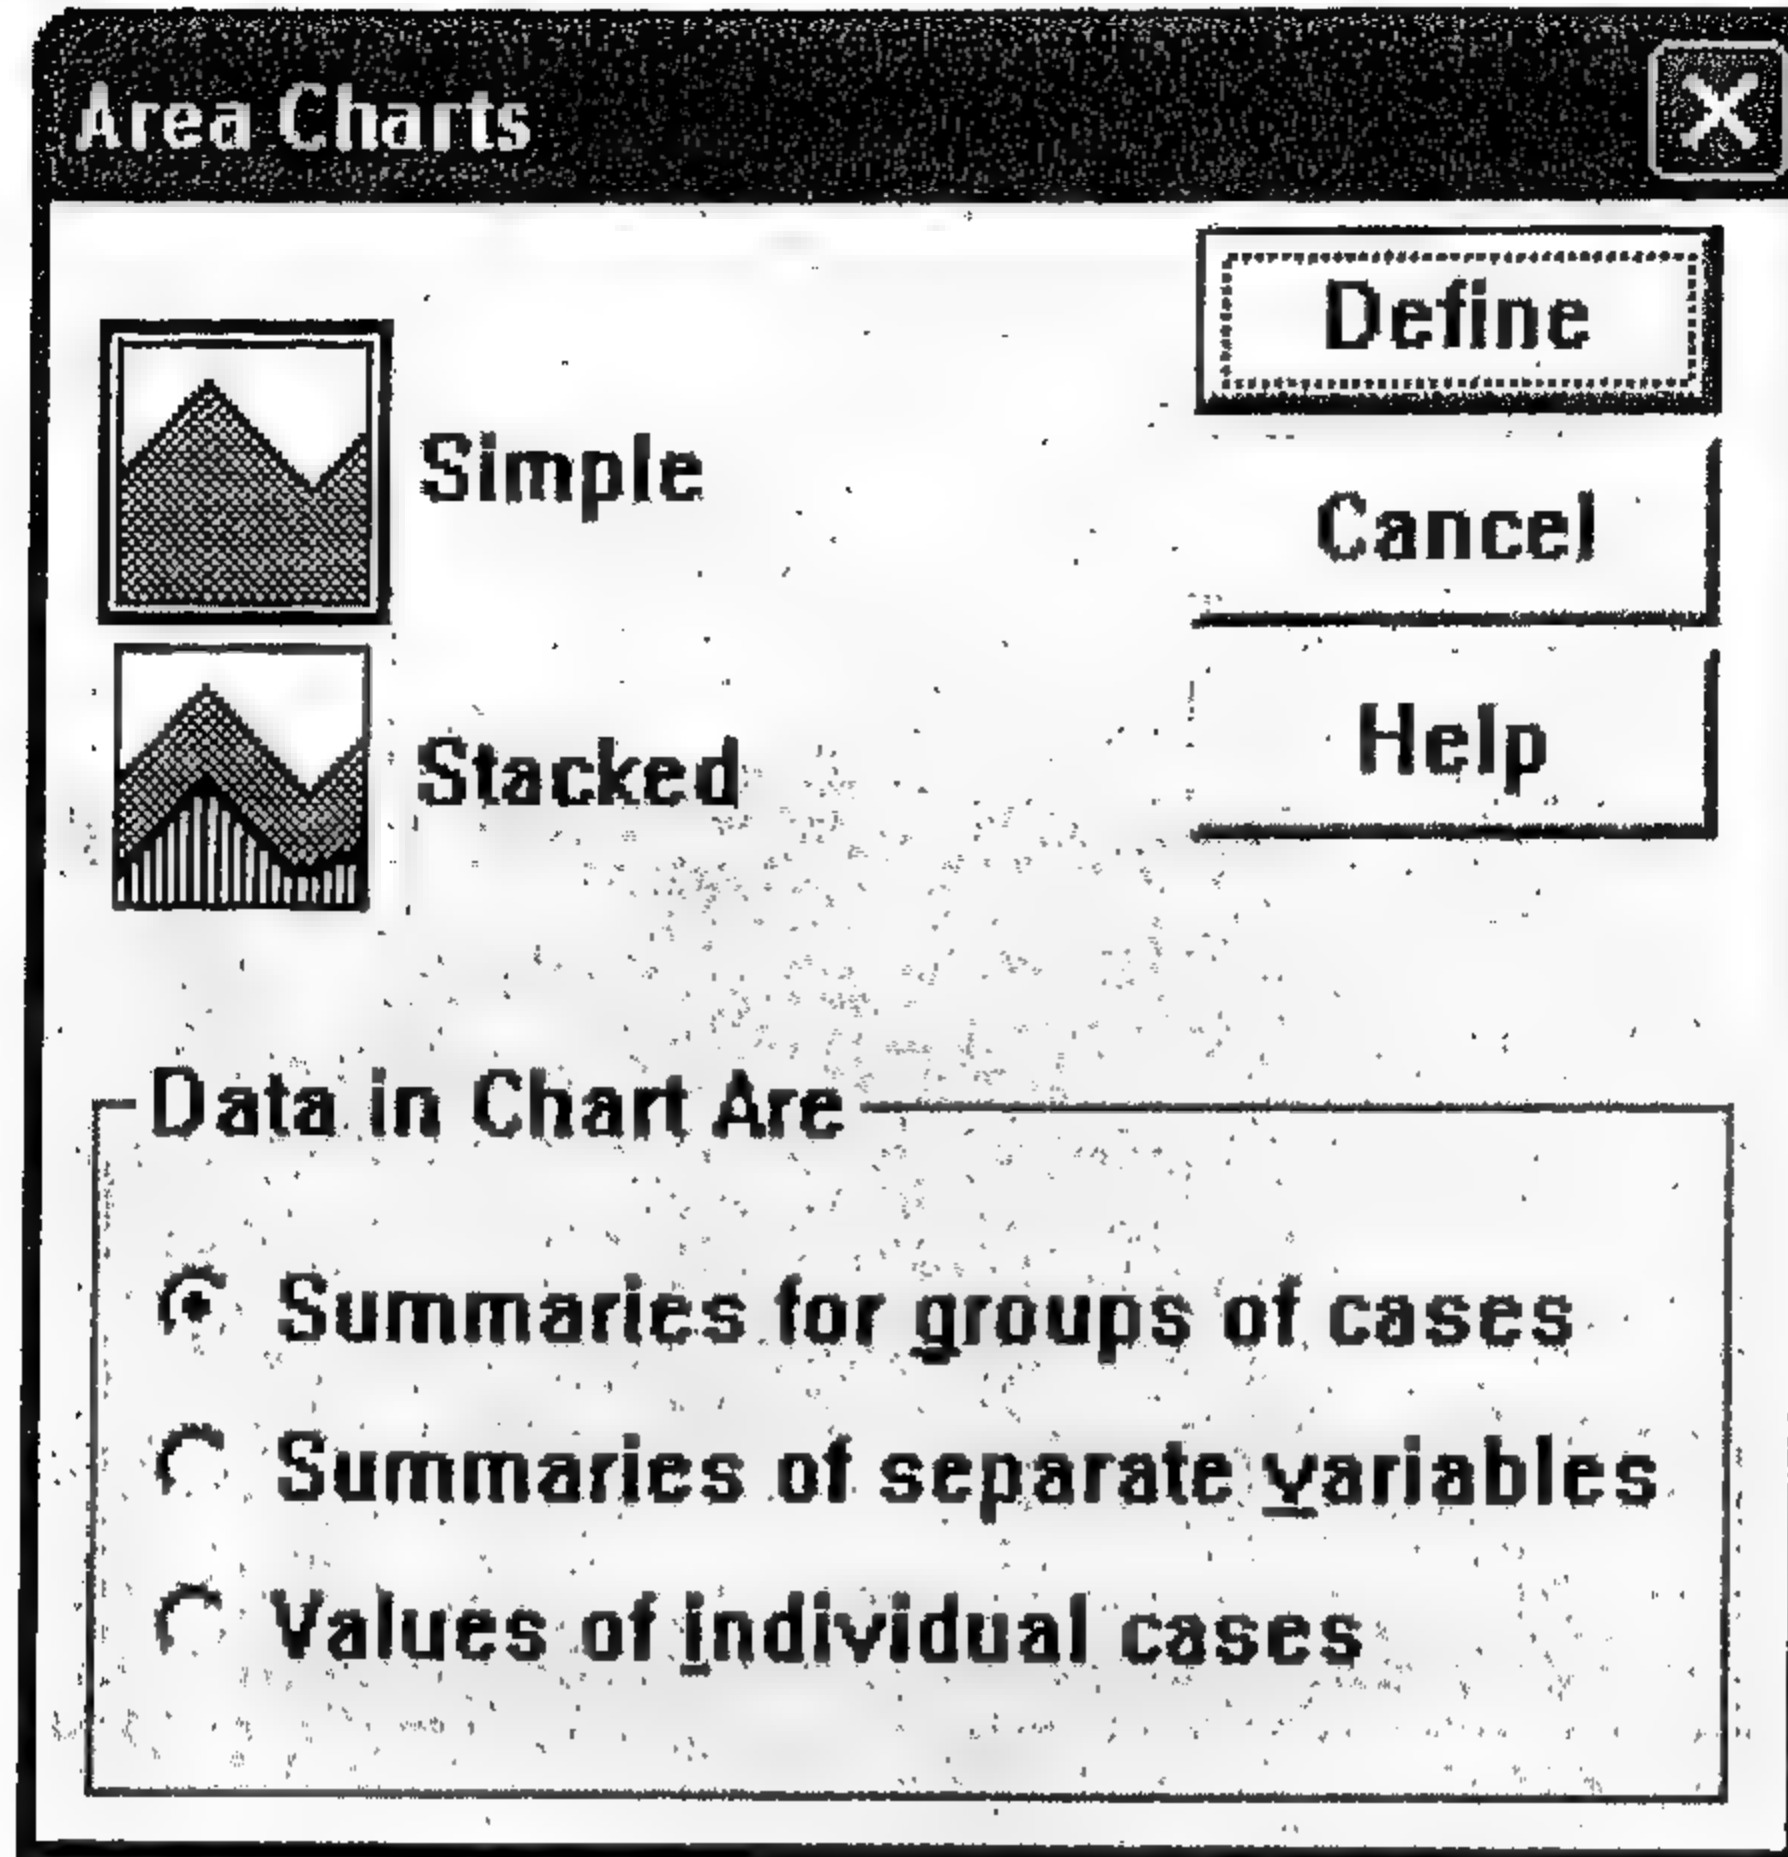 Area Charts
Define
Simple
Cancel
Help
Stacked
Data in Chart Are
Summaries for groups of cases
Summaries of separate variables
Values of individual cases